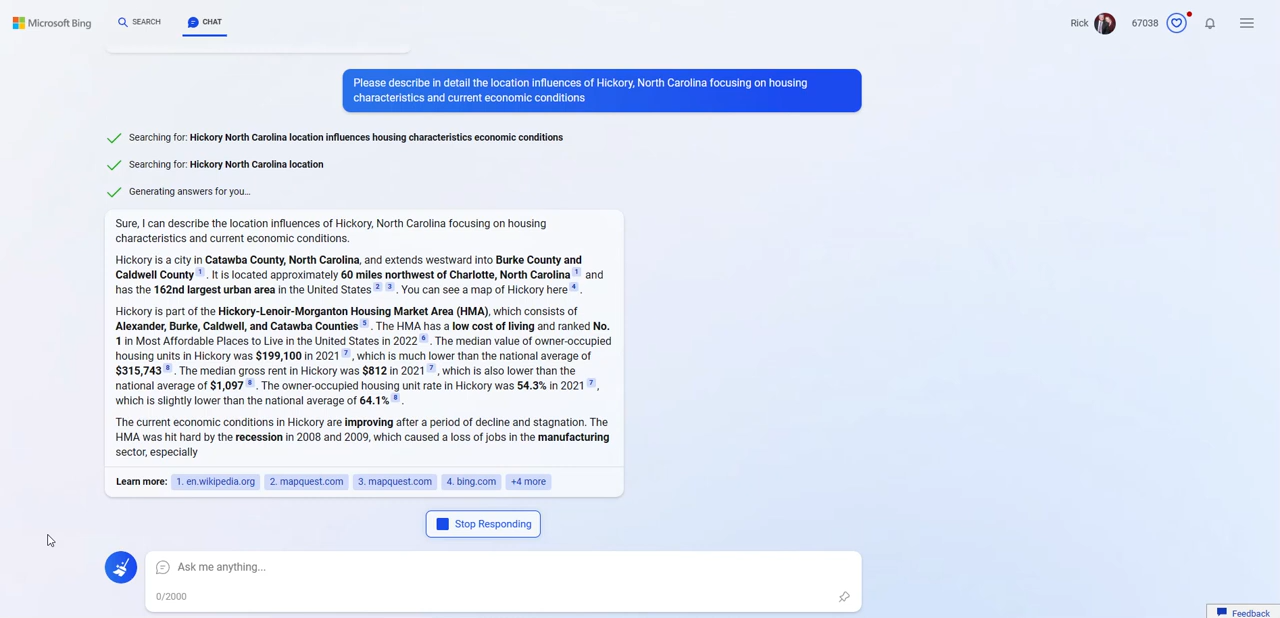 Microsoft Bing
SEARCH
CHAT
Rick
67038
Please describe in detail the location influences of Hickory, North Carolina focusing on housing
characteristics and current economic conditions
Searching for: Hickory North Carolina location influences housing characteristics economic conditions
Searching for: Hickory North Carolina location
Generating answers for you...
Sure, I can describe the location influences of Hickory, North Carolina focusing on housing
characteristics and current economic conditions.
Hickory is a city in Catawba County, North Carolina, and extends westward into Burke County and
Caldwell County 1 . It is located approximately 60 miles northwest of Charlotte, North Carolina 1 and
has the 162nd largest urban area in the United States 2 3 . You can see a map of Hickory here 4 .
Hickory is part of the Hickory-Lenoir-Morganton Housing Market Area (HMA), which consists of
Alexander, Burke, Caldwell, and Catawba Counties 5 . The HMA has a low cost of living and ranked No.
1 in Most Affordable Places to Live in the United States in 2022 6 . The median value of owner-occupied
housing units in Hickory was $199,100 in 2021 7 , which is much lower than the national average of
$315,743 8 . The median gross rent in Hickory was $812 in 2021 7 , which is also lower than the
national average of $1,097 8 . The owner-occupied housing unit rate in Hickory was 54.3% in 2021 7 ,
which is slightly lower than the national average of 64.1% 8 .
The current economic conditions in Hickory are improving after a period of decline and stagnation. The
HMA was hit hard by the recession in 2008 and 2009, which caused a loss of jobs in the manufacturing
sector, especially
Learn more: 1. en.wikipedia.org 2. mapquest.com 3. mapquest.com 4. bing.com +4 more
Stop Responding
Ask me anything...
0/2000
Feedback